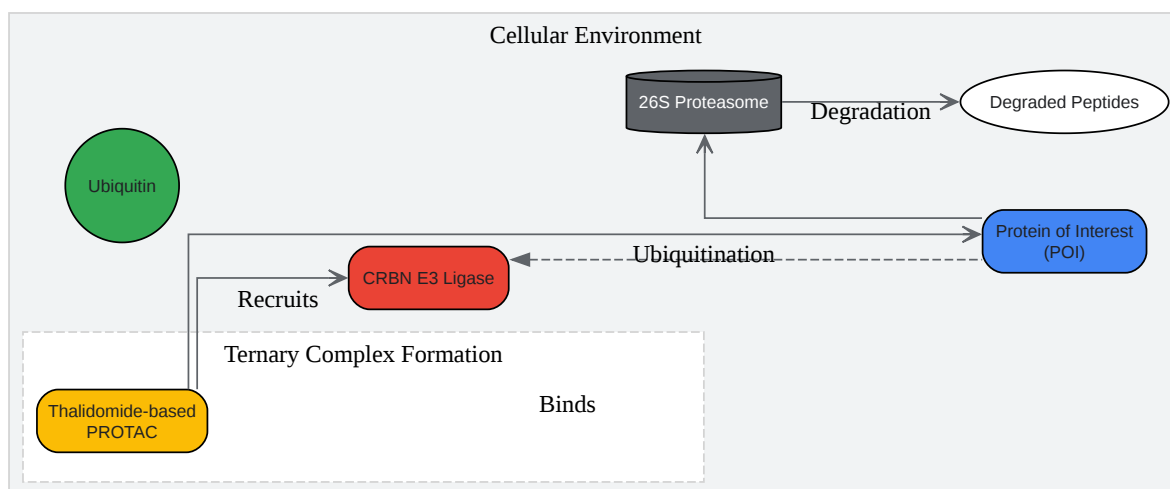 Cellular Environment
26S Proteasome
Degradation
Degraded Peptides
Ubiquitin
Protein of Interest
(POI)
Ubiquitination
CRBN E3 Ligase
Recruits
Ternary Complex Formation
Binds
Thalidomide-based
PROTAC